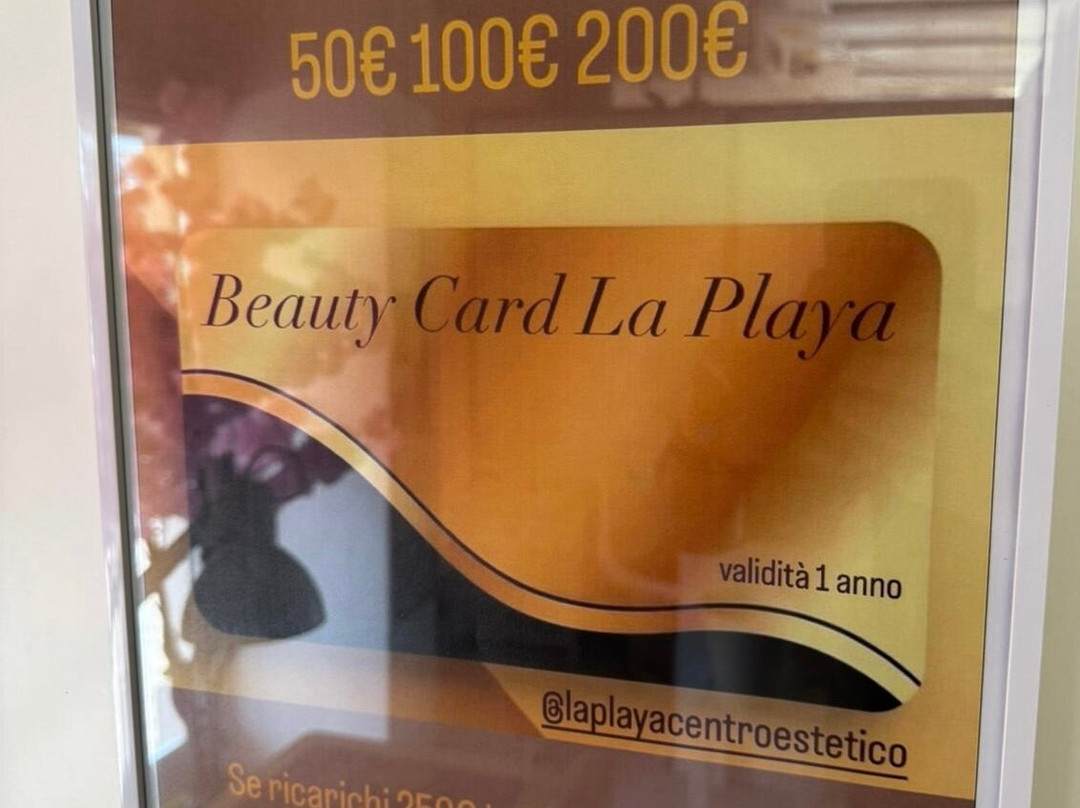 50€ 100€ 200€
Beauty Card La Playa
validità 1 anno
@laplayacentroestetico
Se ricarichi